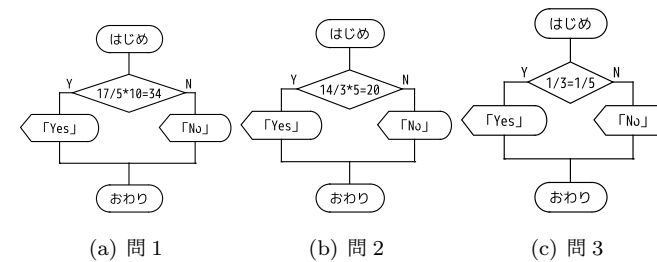 はじめ
Y
N
17/5*10=34
「Yes」
「No」
おわり
(a) 問 1
はじめ
Y
N
14/3*5=20
「Yes」
「No」
おわり
(b) 問 2
はじめ
Y
N
1/3=1/5
「Yes」
「No」
おわり
(c) 問 3